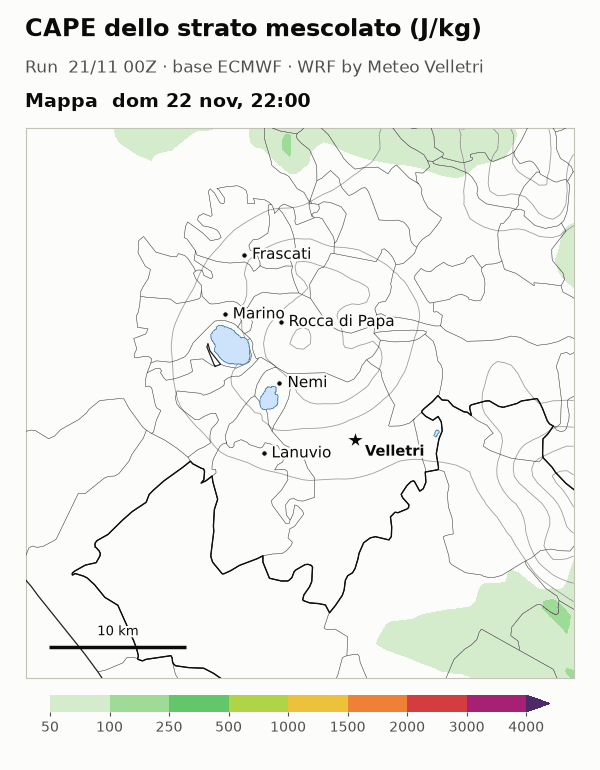 CAPE dello strato mescolato (J/kg)
Run  21/11 00Z · base ECMWF · WRF by Meteo Velletri
Mappa  dom 22 nov, 22:00
Frascati
Marino
Rocca di Papa
Nemi
Velletri
Lanuvio
10 km
50 100 250 500 1000 1500 2000 3000 4000